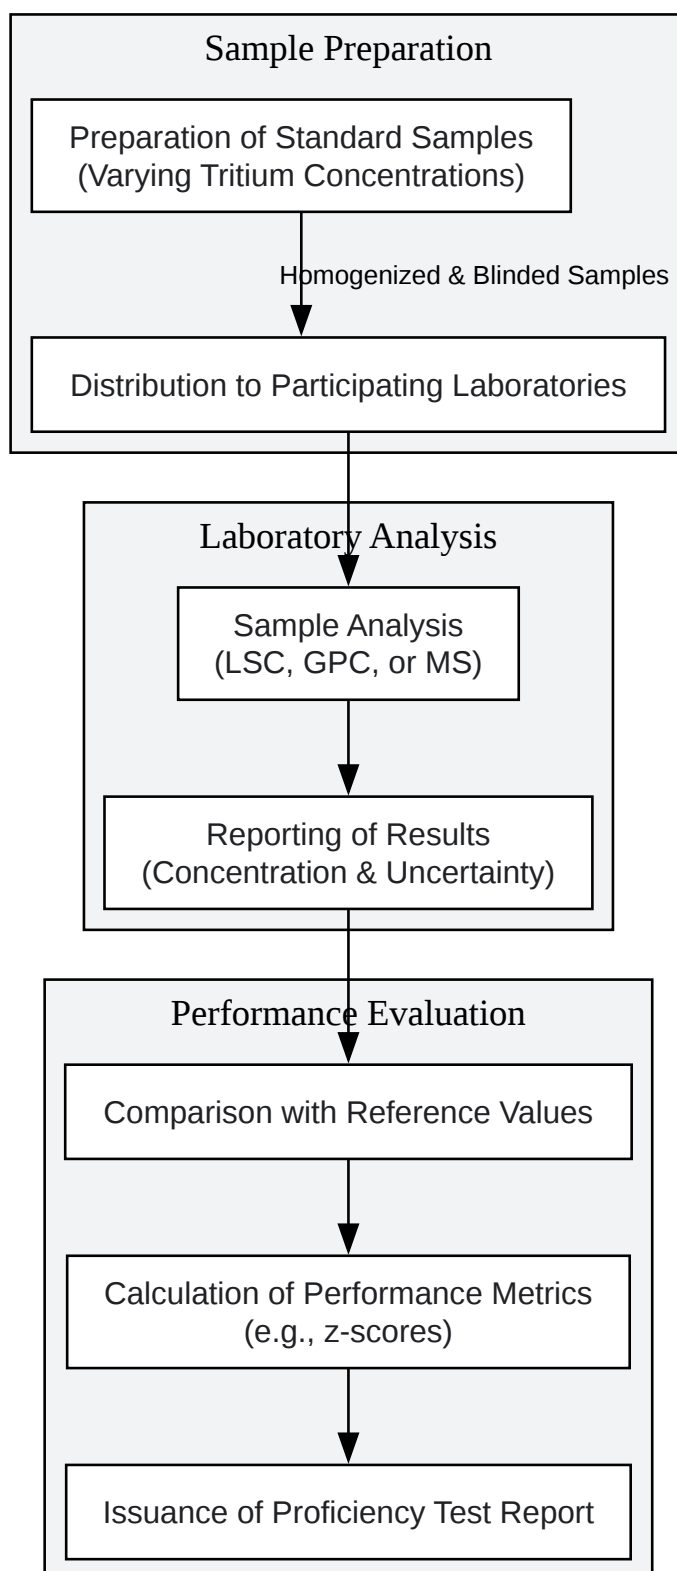 Sample Preparation
Preparation of Standard Samples
(Varying Tritium Concentrations)
Homogenized & Blinded Samples
Distribution to Participating Laboratories
Laboratory Analysis
Sample Analysis
(LSC, GPC, or MS)
Reporting of Results
(Concentration & Uncertainty)
Performance Evaluation
Comparison with Reference Values
Calculation of Performance Metrics
(e.g., z-scores)
Issuance of Proficiency Test Report